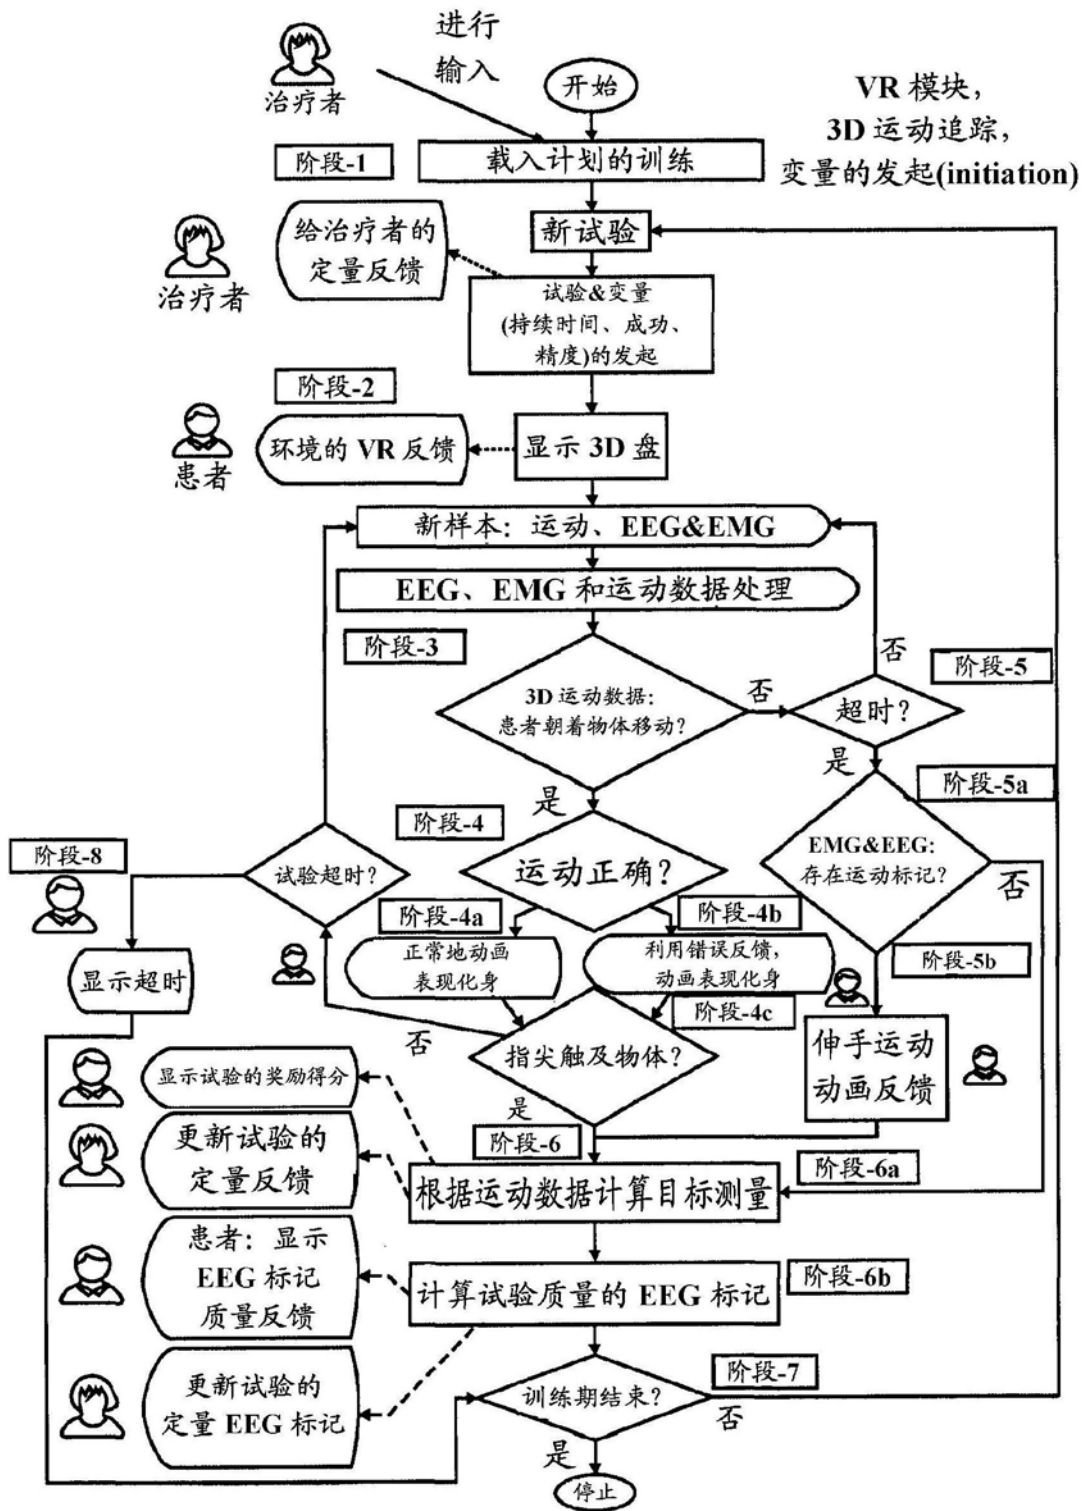 进行
输入
治疗者
开始
VR 模块,
3D 运动追踪,
变量的发起(initiation)
阶段-1
载入计划的训练
给治疗者的
定量反馈
新试验
治疗者
试验&变量
(持续时间、成功、
精度)的发起
阶段-2
患者
环境的 VR 反馈
显示 3D 盘
新样本：运动、EEG&EMG
EEG、EMG 和运动数据处理
阶段-3
否
阶段-5
3D 运动数据:
患者朝着物体移动?
否
超时?
是
阶段-5a
是
阶段-4
阶段-8
试验超时?
运动正确?
EMG&EEG:
存在运动标记?
否
阶段-4a
阶段-4b
正常地动画
表现化身
利用错误反馈,
动画表现化身
阶段-5b
显示超时
阶段-4c
否
指尖触及物体?
伸手运动
动画反馈
显示试验的奖励得分
是
阶段-6
更新试验的
定量反馈
阶段-6a
根据运动数据计算目标测量
患者：显示
EEG 标记
质量反馈
计算试验质量的 EEG 标记
阶段-6b
更新试验的
定量 EEG 标记
阶段-7
训练期结束?
否
是
停止